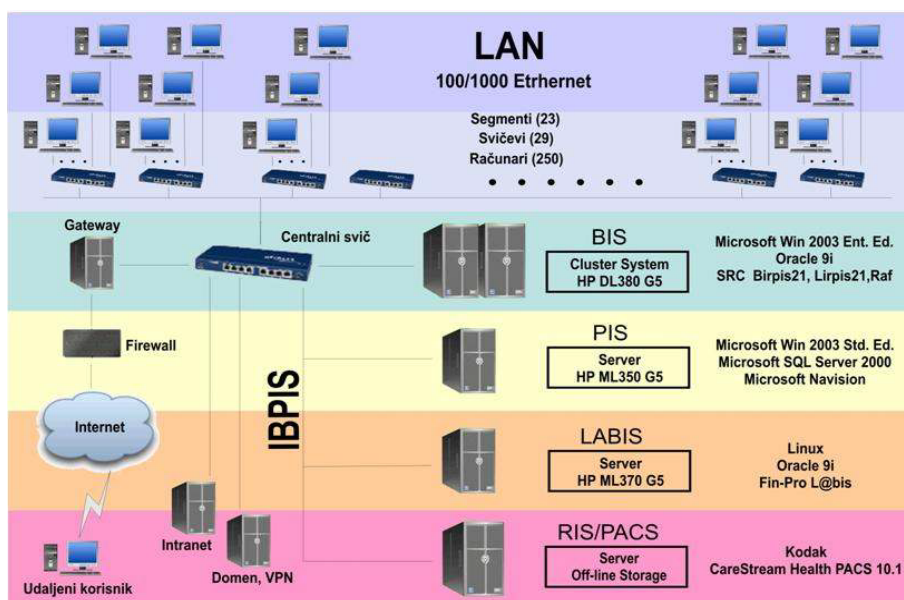 LAN
100/1000 Etrhernet
Segmenti (23)
Svičevi (29)
Računari (250)
Gateway
Centralni svič
BIS
Cluster System
HP DL380 G5
Microsoft Win 2003 Ent. Ed.
Oracle 9i
SRC Birpis21, Lirpis21,Raf
Firewall
PIS
Server
HP ML350 G5
Microsoft Win 2003 Std. Ed.
Microsoft SQL Server 2000
Microsoft Navision
IBPIS
Internet
LABIS
Server
HP ML370 G5
Linux
Oracle 9i
Fin-Pro L@bis
Intranet
Domen, VPN
Udaljeni korisnik
RIS/PACS
Server
Off-line Storage
Kodak
CareStream Health PACS 10.1